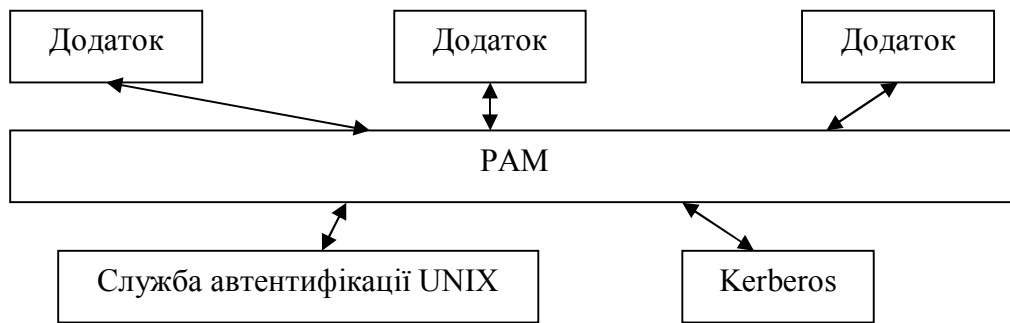 Додаток
Додаток
Додаток
PAM
Служба автентифікації UNIX
Kerberos